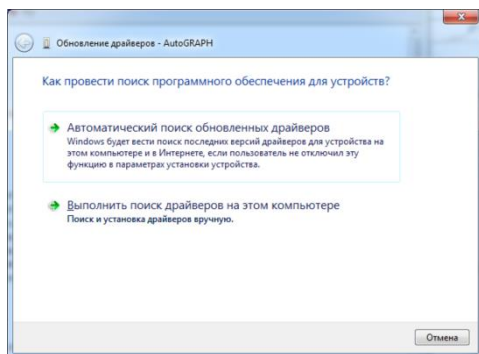 Обновление драйверов - AutoGRAPH
Как провести поиск программного обеспечения для устройств?
Автоматический поиск обновленных драйверов
Windows будет вести поиск последних версий драйверов для устройства на
этом компьютере и в Интернете, если пользователь не отключил эту
функцию в параметрах установки устройства.
Выполнить поиск драйверов на этом компьютере
Поиск и установка драйверов вручную.
Отмена